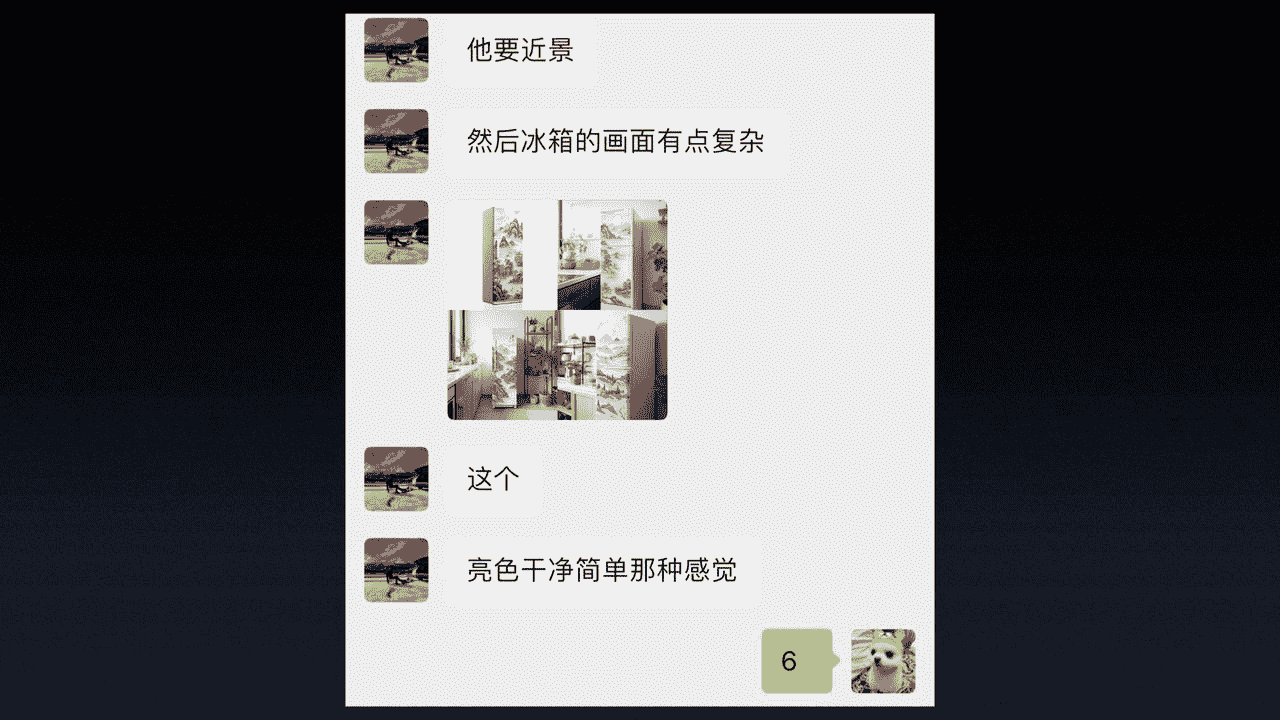 他要近景
然后冰箱的画面有点复杂
这个
亮色干净简单那种感觉
6